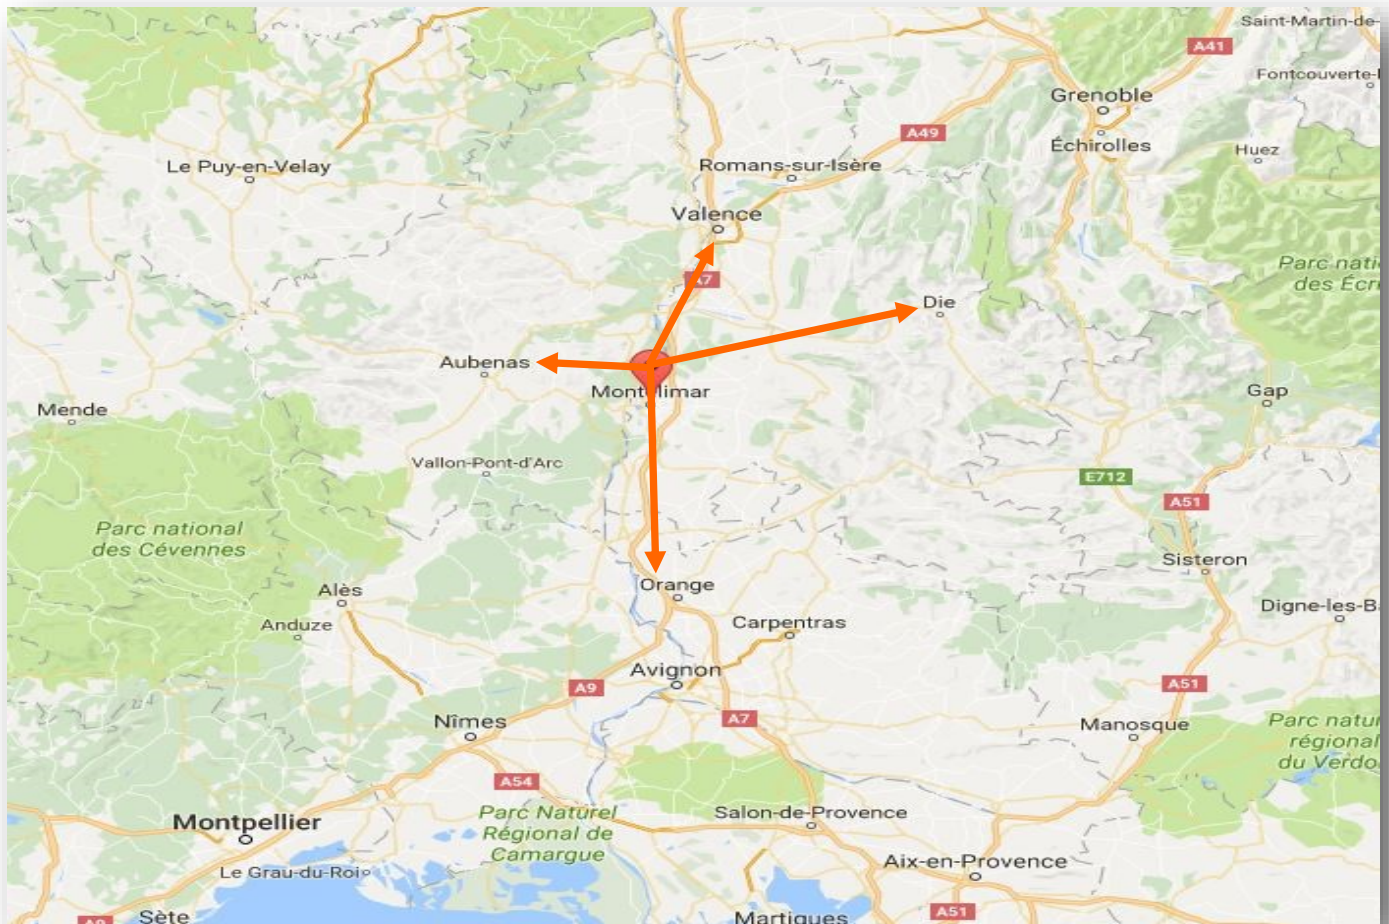 Saint-Martin-de-
A41
Fontcouverte-l
Grenoble
A49
Échirolles
Huez
Le Puy-en-Velay
Romans-sur-Isère
Valence
Parc nati
des Écri
A7
Die
Aubenas
Montélimar
Gap
Mende
Vallon-Pont-d'Arc
E712
A51
Parc national
des Cévennes
Sisteron
Orange
Alès
Digne-les-B
Anduze
Carpentras
Avignon
A9
A51
Nîmes
A7
Manosque
Parc natu
régional
du Verdo
A54
Parc Naturel
Régional de
Camargue
Salon-de-Provence
Montpellier
Aix-en-Provence
Le Grau-du-Roi
A9
Sète
Martigues
A51